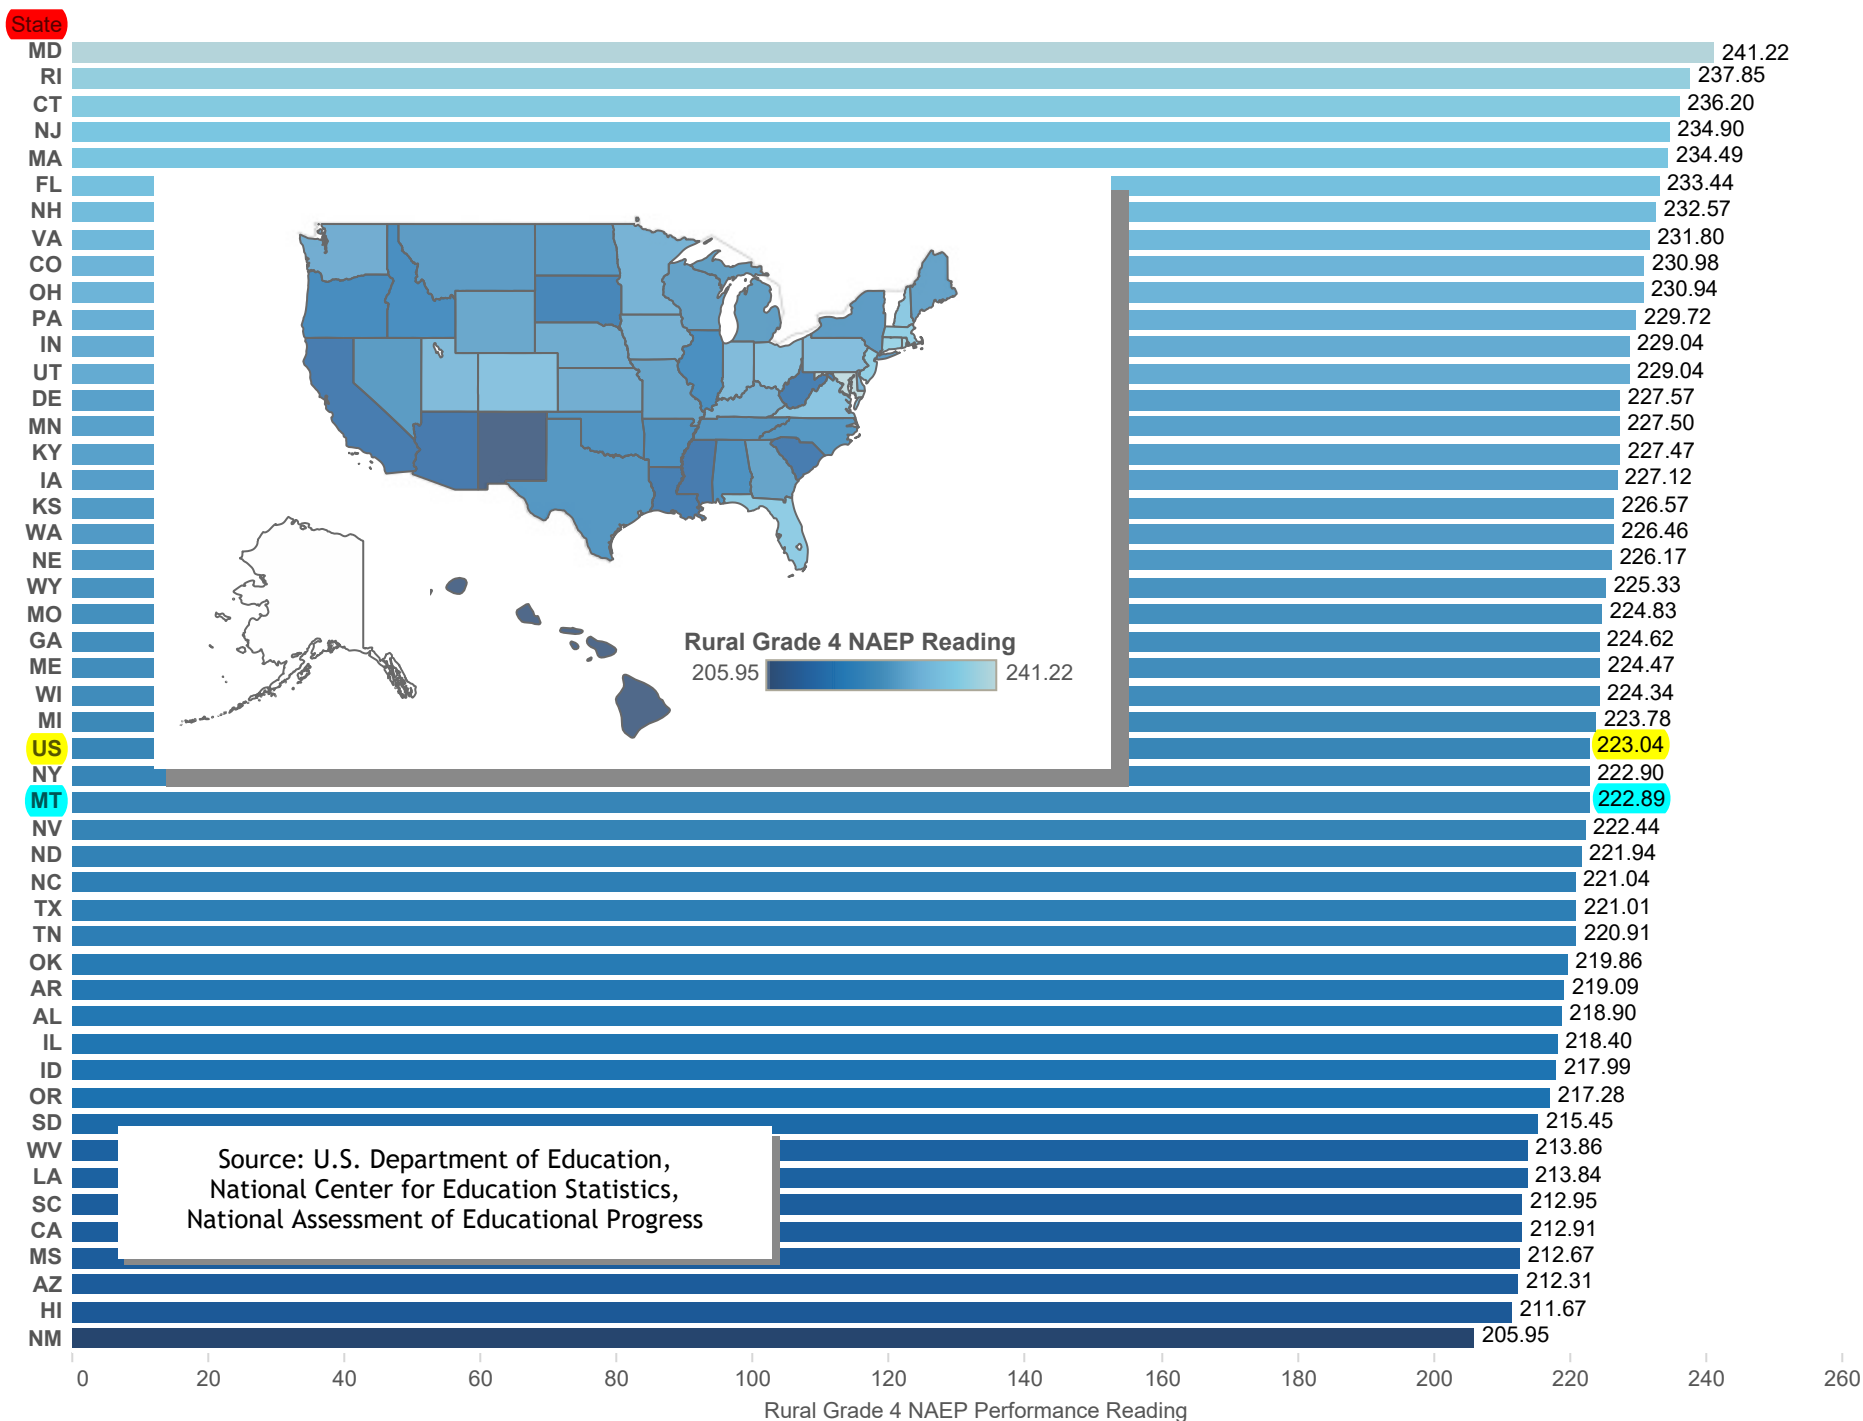 State
MD 241.22
RI 237.85
CT 236.20
NJ 234.90
MA 234.49
FL 233.44
NH 232.57
VA 231.80
CO 230.98
OH 230.94
PA 229.72
IN 229.04
UT 229.04
DE 227.57
MN 227.50
KY 227.47
IA 227.12
KS 226.57
WA 226.46
NE 226.17
WY 225.33
MO 224.83
GA 224.62
ME 224.47
WI 224.34
MI 223.78
US 223.04
NY 222.90
MT 222.89
NV 222.44
ND 221.94
NC 221.04
TX 221.01
TN 220.91
OK 219.86
AR 219.09
AL 218.90
IL 218.40
ID 217.99
OR 217.28
SD 215.45
WV 213.86
LA 213.84
SC 212.95
CA 212.91
MS 212.67
AZ 212.31
HI 211.67
NM 205.95
Rural Grade 4 NAEP Reading
205.95 241.22
Source: U.S. Department of Education,
National Center for Education Statistics,
National Assessment of Educational Progress
0 20 40 60 80 100 120 140 160 180 200 220 240 260
Rural Grade 4 NAEP Performance Reading